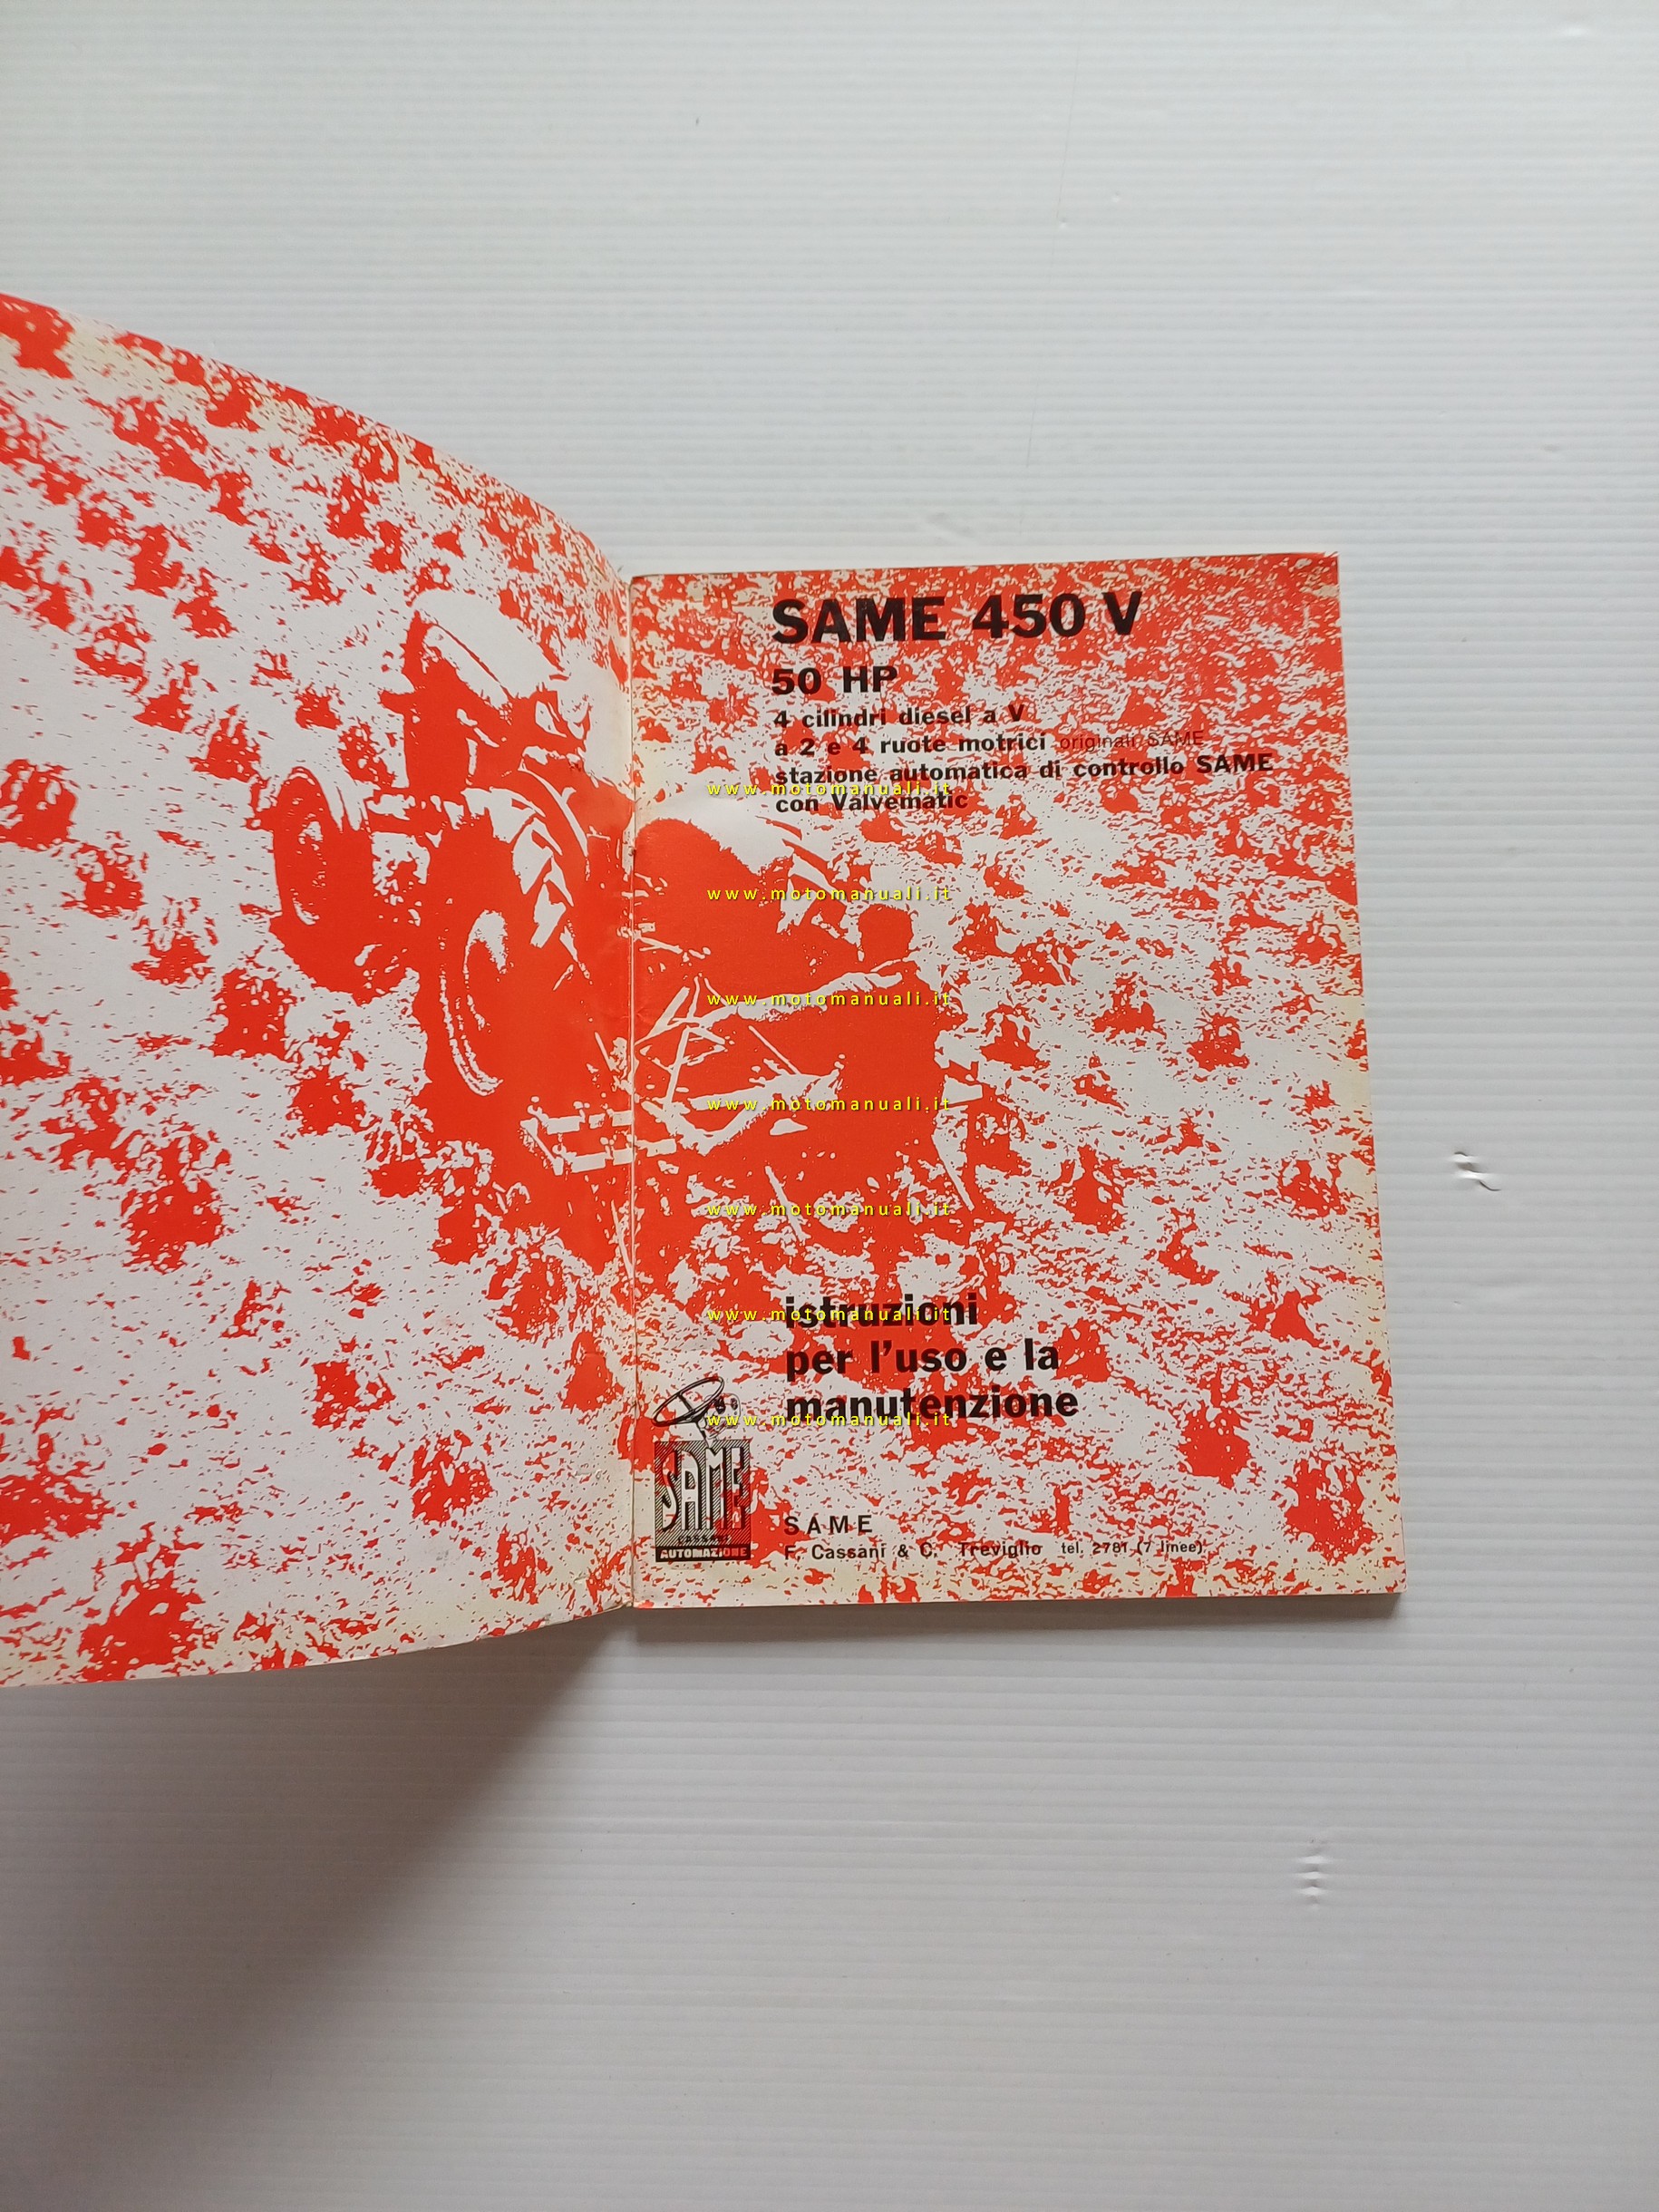 SAME 450 V
50 HP
4 cilindri diesel a V
a 2 e 4 ruote motrici originali SAME
stazione automatica di controllo SAME
www.motomanuali.it
con Valvematic
www.motomanuali.it
www.motomanuali.it
www.motomanuali.it
www.motomanuali.it
istruzioni
www.motomanuali.it
per l'uso e la
manutenzione
www.motomanuali.it
SAME
CASSANI
AUTOMAZIONE
SAME
F. Cassani & C. Treviglio tel. 2781 (7 linee)